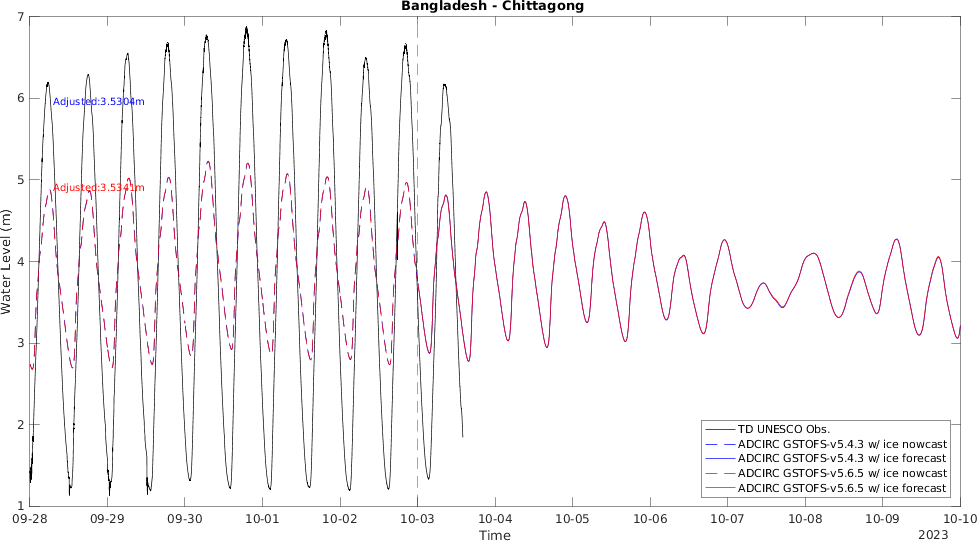 Bangladesh - Chittagong
7
6
5
4
3
2
1
Water Level (m)
Adjusted:3.5304m
Adjusted:3.5341m
TD UNESCO Obs.
ADCIRC GSTOFS-v5.4.3 w/ ice nowcast
ADCIRC GSTOFS-v5.4.3 w/ ice forecast
ADCIRC GSTOFS-v5.6.5 w/ ice nowcast
ADCIRC GSTOFS-v5.6.5 w/ ice forecast
09-28 09-29 09-30 10-01 10-02 10-03 10-04 10-05 10-06 10-07 10-08 10-09 10-10
Time
2023